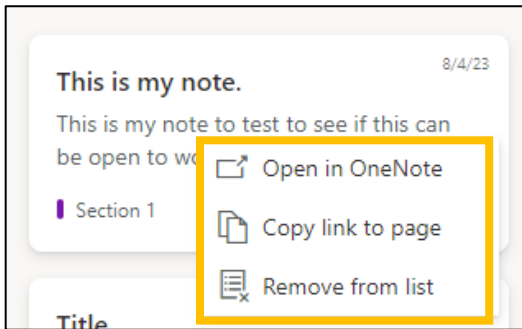 8/4/23
This is my note.
This is my note to test to see if this can
be open to
Open in OneNote
Section 1
Copy link to page
Remove from list
Title